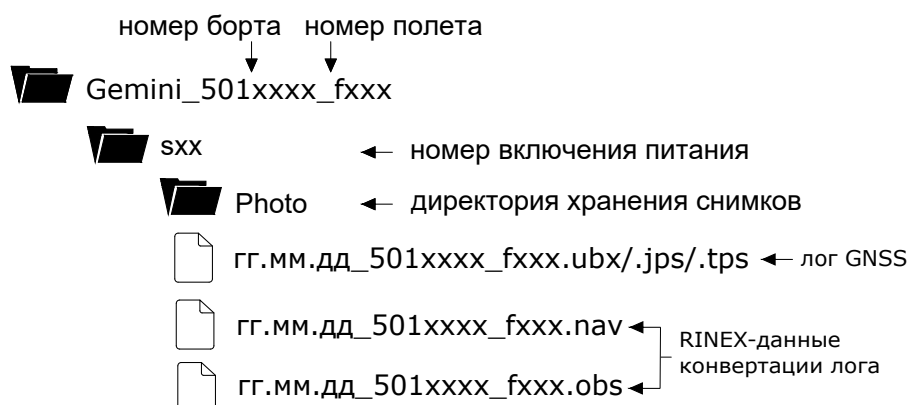 номер борта номер полета
Gemini_501xxxx_fxxx
sxx номер включения питания
Photo директория хранения снимков
гг.мм.дд_501xxxx_fxxx.ubx/.jps/.tps лог GNSS
гг.мм.дд_501xxxx_fxxx.nav
RINEX-данные
конвертации лога
гг.мм.дд_501xxxx_fxxx.obs